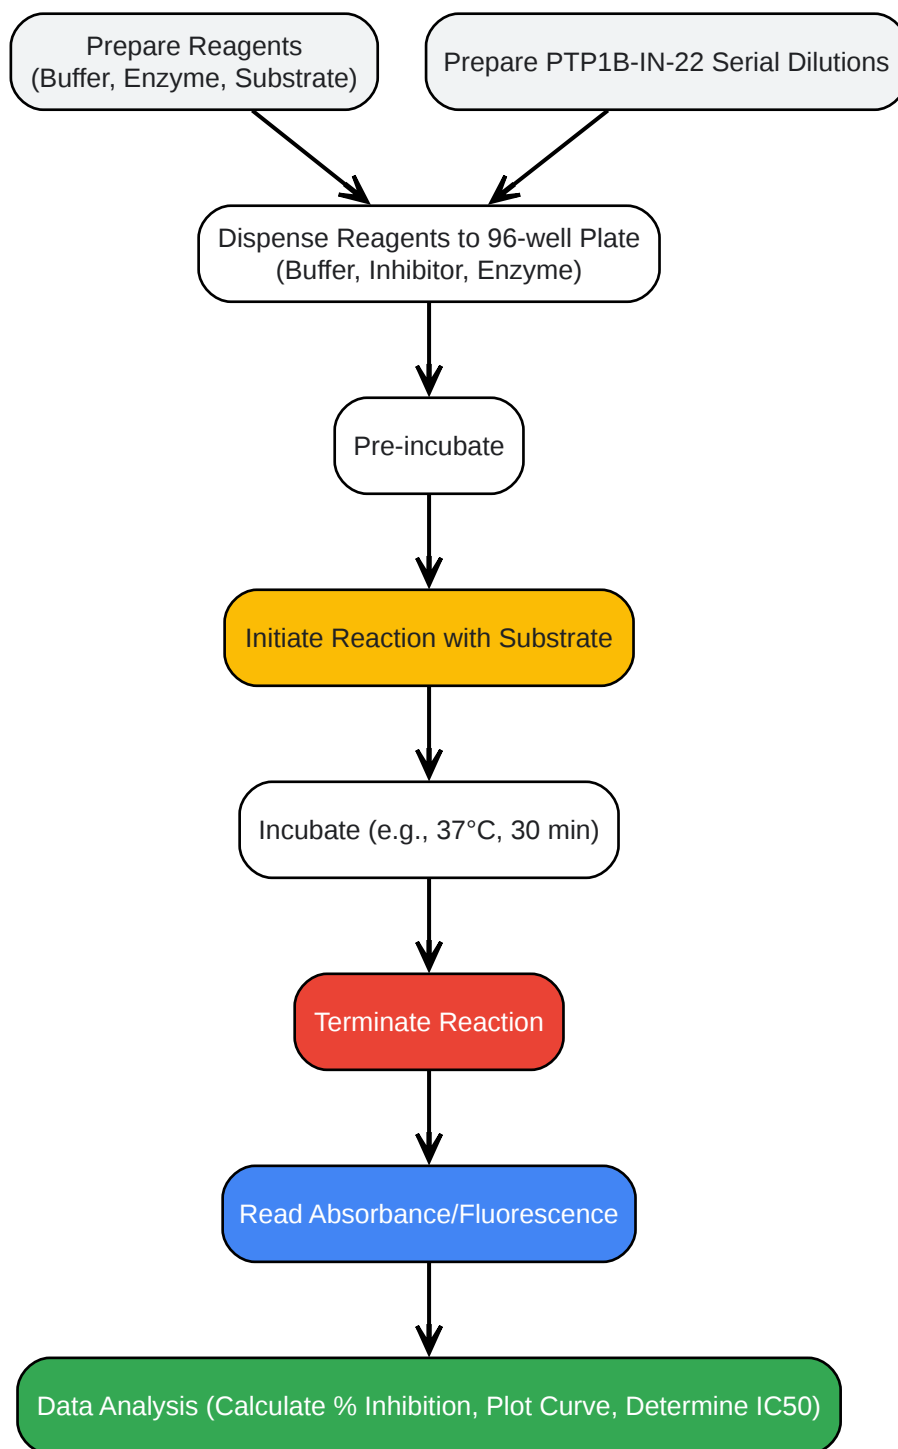 Prepare Reagents
(Buffer, Enzyme, Substrate)
Prepare PTP1B-IN-22 Serial Dilutions
Dispense Reagents to 96-well Plate
(Buffer, Inhibitor, Enzyme)
Pre-incubate
Initiate Reaction with Substrate
Incubate (e.g., 37°C, 30 min)
Terminate Reaction
Read Absorbance/Fluorescence
Data Analysis (Calculate % Inhibition, Plot Curve, Determine IC50)